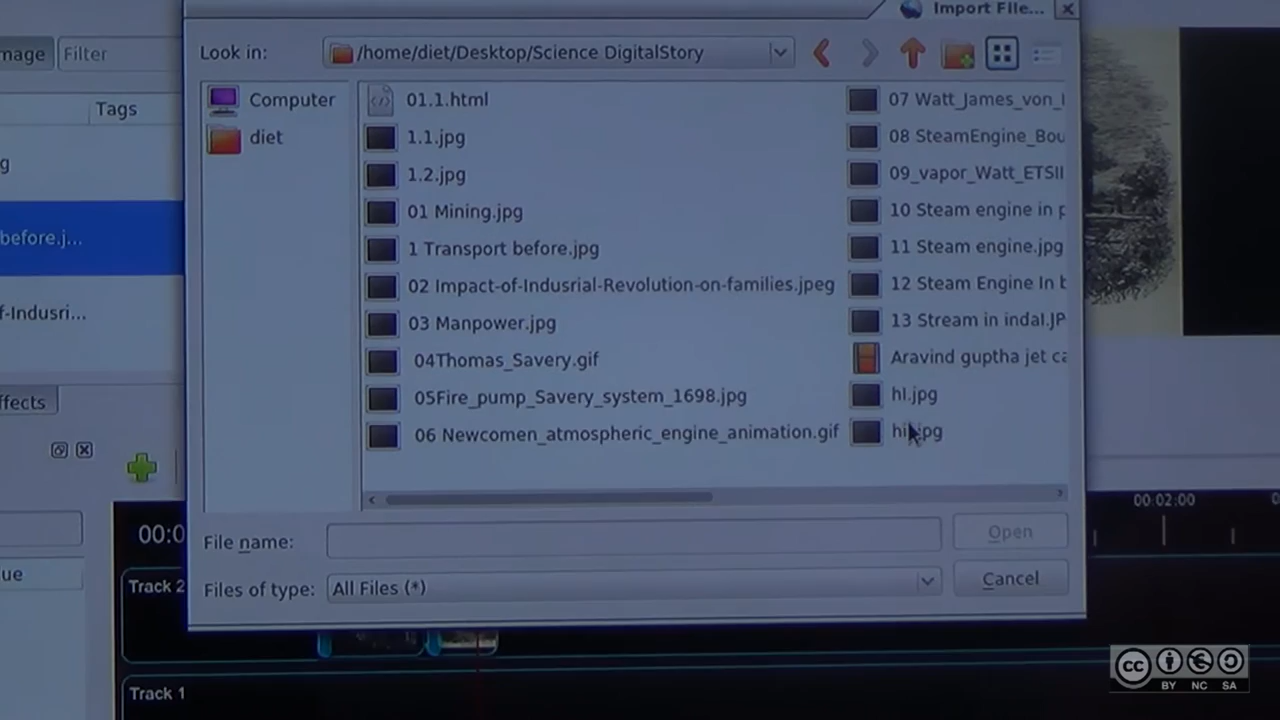 Import File...
mage
Filter
Look in:
/home/diet/Desktop/Science DigitalStory
Tags
Computer
diet
01.1.html
1.1.jpg
1.2.jpg
01 Mining.jpg
1 Transport before.jpg
02 Impact-of-Indusrial-Revolution-on-families.jpeg
03 Manpower.jpg
04Thomas_Savery.gif
05Fire_pump_Savery_system_1698.jpg
06 Newcomen_atmospheric_engine_animation.gif
07 Watt_James_von_
08 SteamEngine_Bou
09_vapor_Watt_ETSII
10 Steam engine in p
11 Steam engine.jpg
12 Steam Engine In b
13 Stream in indal.JP
Aravind guptha jet ca
hl.jpg
g
before.j...
f-Indusri...
ffects
ue
File name:
Open
Files of type:
All Files (*)
Cancel
00:0
00:02:00
Track 2
Track 1
cc
BY NC SA